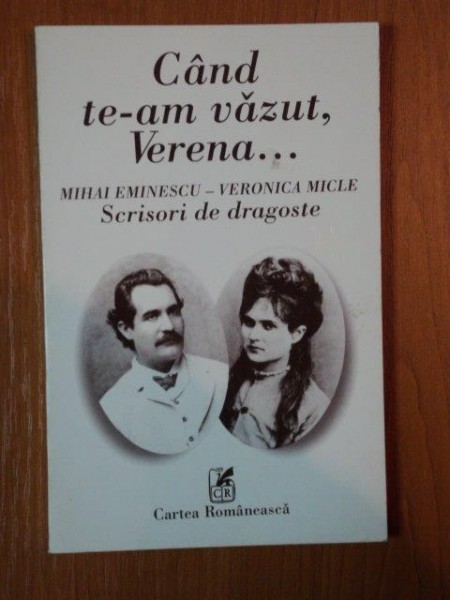 Când
te-am văzut,
Verena...
MIHAI EMINESCU – VERONICA MICLE
Scrisori de dragoste
CR
Cartea Românească